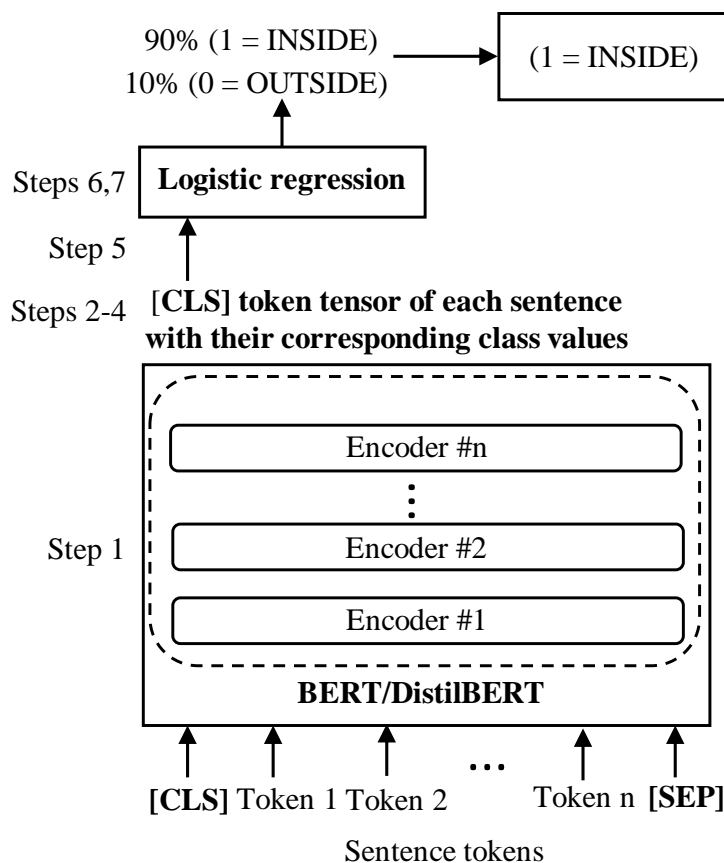 90% (1 = INSIDE)
10% (0 = OUTSIDE)
(1 = INSIDE)
Steps 6,7
Logistic regression
Step 5
Steps 2-4
[CLS] token tensor of each sentence
with their corresponding class values
Encoder #n
⋮
Step 1
Encoder #2
Encoder #1
BERT/DistilBERT
[CLS] Token 1 Token 2 ... Token n [SEP]
Sentence tokens